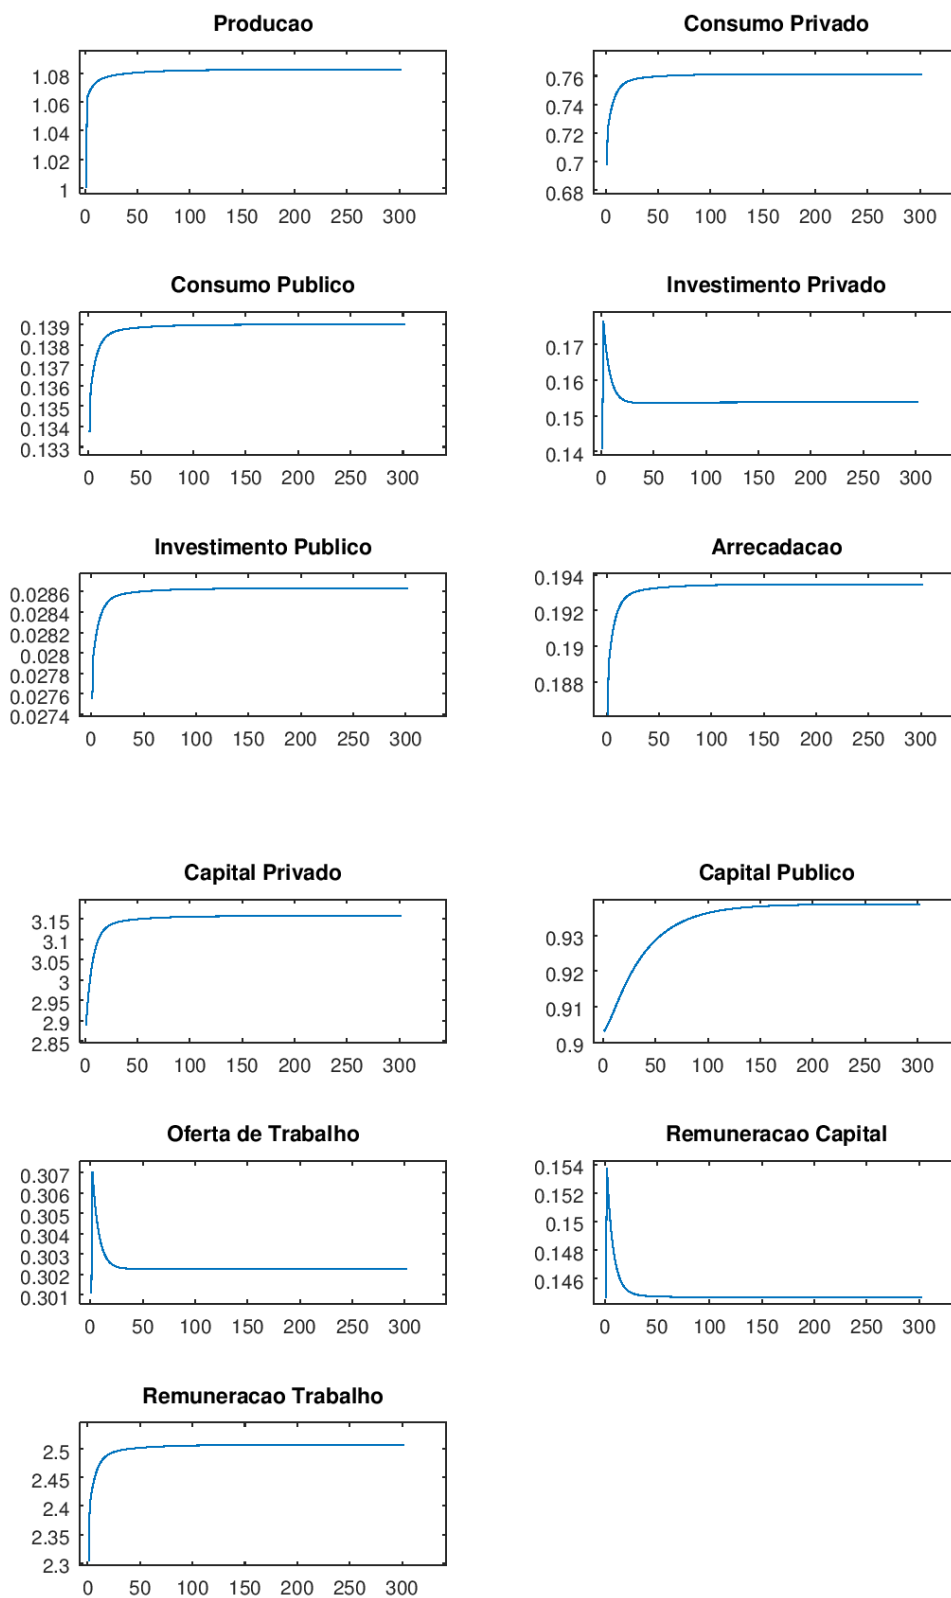 Producao
1.08
1.06
1.04
1.02
1
0 50 100 150 200 250 300
Consumo Privado
0.76
0.74
0.72
0.7
0.68
0 50 100 150 200 250 300
Consumo Publico
0.139
0.138
0.137
0.136
0.135
0.134
0.133
0 50 100 150 200 250 300
Investimento Privado
0.17
0.16
0.15
0.14
0 50 100 150 200 250 300
Investimento Publico
0.0286
0.0284
0.0282
0.028
0.0278
0.0276
0.0274
0 50 100 150 200 250 300
Arrecadacao
0.194
0.192
0.19
0.188
0 50 100 150 200 250 300
Capital Privado
3.15
3.1
3.05
3
2.95
2.9
2.85
0 50 100 150 200 250 300
Capital Publico
0.93
0.92
0.91
0.9
0 50 100 150 200 250 300
Oferta de Trabalho
0.307
0.306
0.305
0.304
0.303
0.302
0.301
0 50 100 150 200 250 300
Remuneracao Capital
0.154
0.152
0.15
0.148
0.146
0 50 100 150 200 250 300
Remuneracao Trabalho
2.5
2.45
2.4
2.35
2.3
0 50 100 150 200 250 300